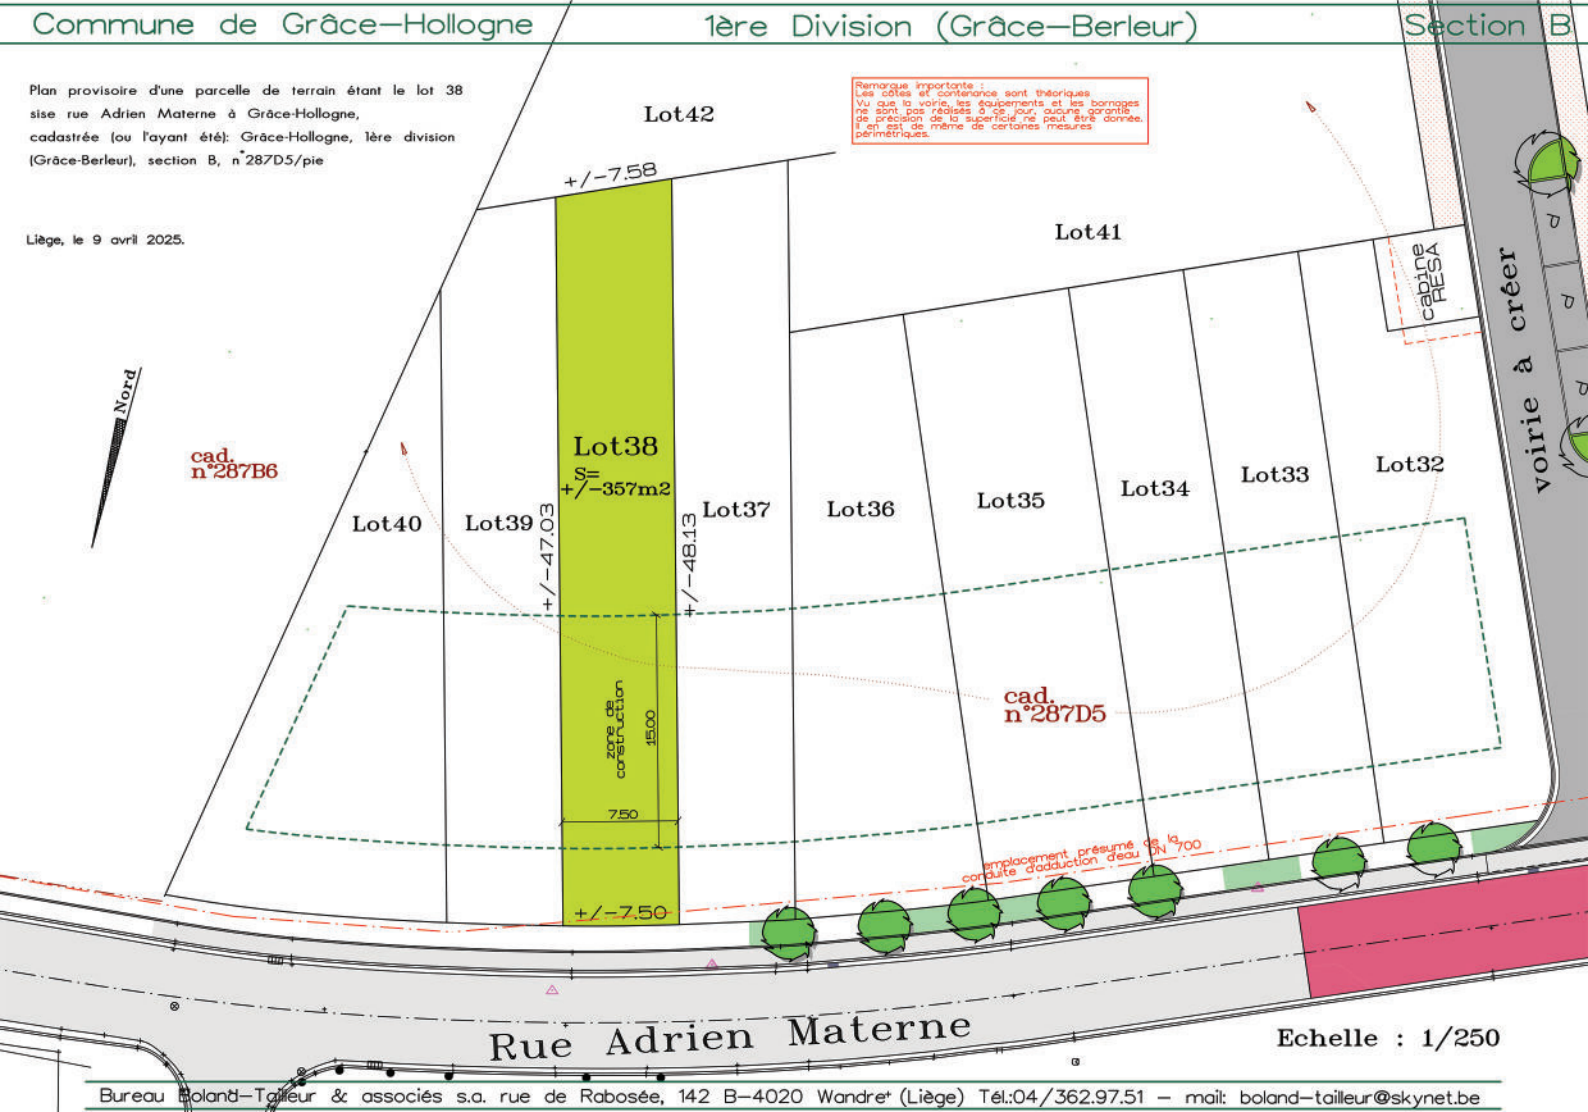 Commune de Grâce-Hollogne 1ère Division (Grâce-Berleur) Section B
Plan provisoire d'une parcelle de terrain étant le lot 38
sise rue Adrien Materne à Grâce-Hollogne,
cadastrée (ou l'ayant été): Grâce-Hollogne, 1ère division
(Grâce-Berleur), section B, n°287D5/pie
Liège, le 9 avril 2025.
Remarque importante :
Les côtes et contenance sont théoriques
Vu que la voirie, les équipements et les bornages
ne sont pas réalisés à ce jour, aucune garantie
de précision de la superficie ne peut être donnée.
Il en est de même de certaines mesures
périmétriques.
Lot42
+/-7.58
Lot41
cabine
RESA
voirie à créer
P
P
P
Nord
cad.
n°287B6
Lot38
S=
+/-357m2
Lot40
Lot39
+/-47.03
+/-48.13
Lot37
Lot36
Lot35
Lot34
Lot33
Lot32
zone de
construction
15.00
7.50
cad.
n°287D5
emplacement présumé de la
conduite d'adduction d'eau DN 700
+/-7.50
Rue Adrien Materne
Echelle : 1/250
Bureau Boland-Tailleur & associés s.a. rue de Rabosée, 142 B-4020 Wandre (Liège) Tél.:04/362.97.51 - mail: boland-tailleur@skynet.be